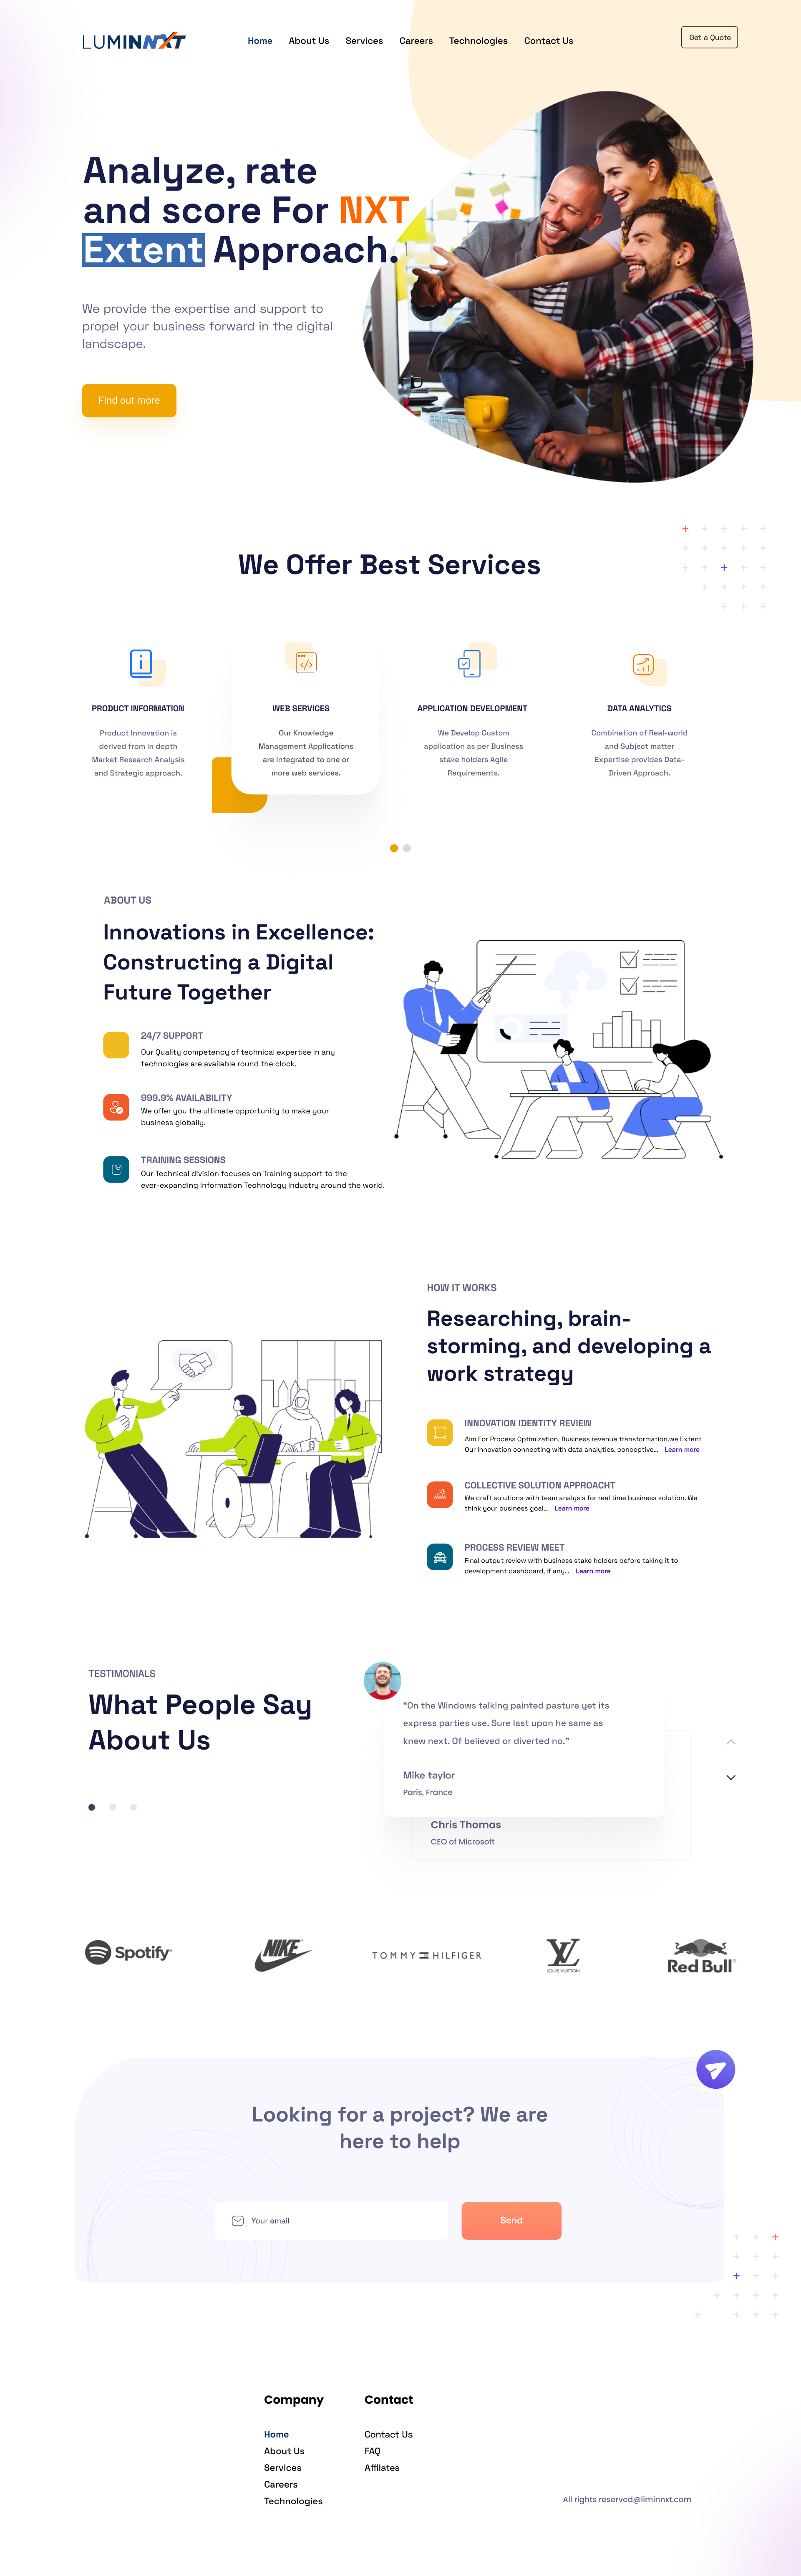 LUMINNXT
Home About Us Services Careers Technologies Contact Us
Get a Quote
Analyze, rate
and score For NXT
Extent Approach.
We provide the expertise and support to
propel your business forward in the digital
landscape.
Find out more
We Offer Best Services
PRODUCT INFORMATION
Product Innovation is
derived from in depth
Market Research Analysis
and Strategic approach.
WEB SERVICES
Our Knowledge
Management Applications
are integrated to one or
more web services.
APPLICATION DEVELOPMENT
We Develop Custom
application as per Business
stake holders Agile
Requirements.
DATA ANALYTICS
Combination of Real-world
and Subject matter
Expertise provides Data-
Driven Approach.
ABOUT US
Innovations in Excellence:
Constructing a Digital
Future Together
24/7 SUPPORT
Our Quality competency of technical expertise in any
technologies are available round the clock.
999.9% AVAILABILITY
We offer you the ultimate opportunity to make your
business globally.
TRAINING SESSIONS
Our Technical division focuses on Training support to the
ever-expanding Information Technology Industry around the world.
HOW IT WORKS
Researching, brain-
storming, and developing a
work strategy
INNOVATION IDENTITY REVIEW
Aim For Process Optimization, Business revenue transformation.we Extent
Our Innovation connecting with data analytics, conceptive... Learn more
COLLECTIVE SOLUTION APPROACHT
We craft solutions with team analysis for real time business solution. We
think your business goal... Learn more
PROCESS REVIEW MEET
Final output review with business stake holders before taking it to
development dashboard, if any... Learn more
TESTIMONIALS
What People Say
About Us
“On the Windows talking painted pasture yet its
express parties use. Sure last upon he same as
knew next. Of believed or diverted no.”
Mike taylor
Paris, France
Chris Thomas
CEO of Microsoft
Spotify
NIKE
TOMMY HILFIGER
LV
LOUIS VUITTON
Red Bull
Looking for a project? We are
here to help
Your email
Send
Company
Home
About Us
Services
Careers
Technologies
Contact
Contact Us
FAQ
Affilates
All rights reserved@liminnxt.com